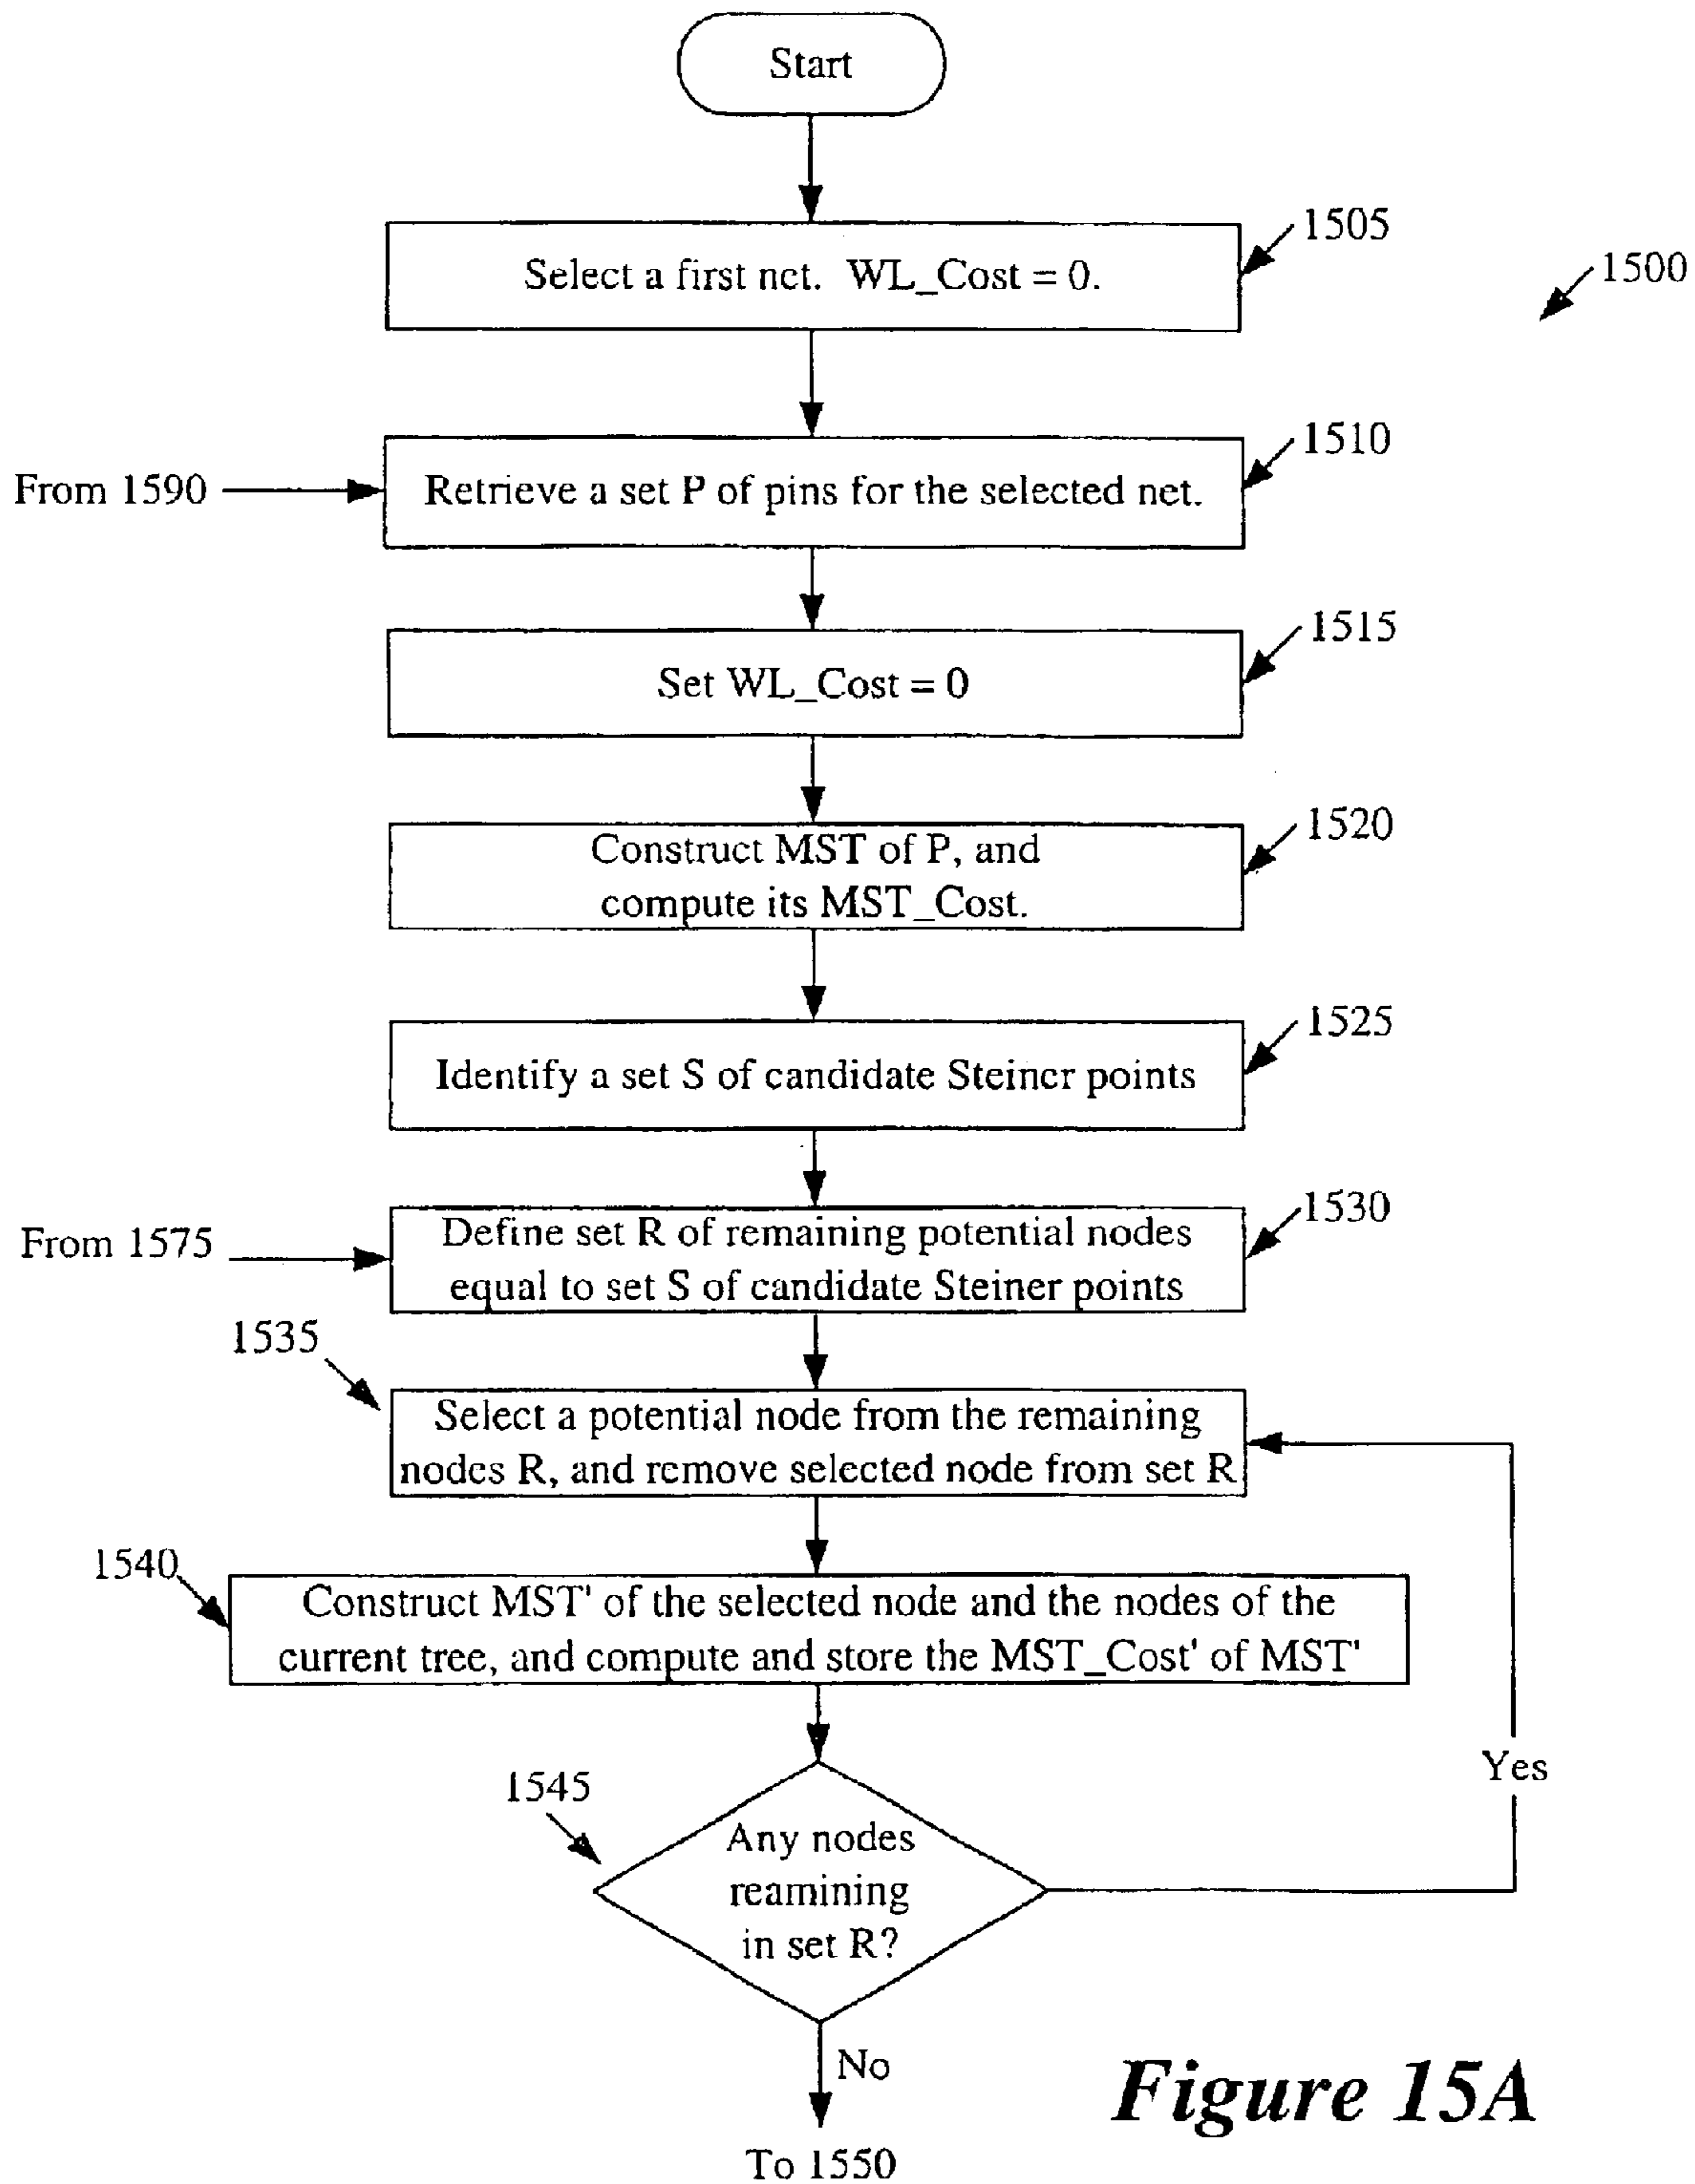 Start
1505
Select a first net. WL_Cost = 0.
1500
1510
From 1590
Retrieve a set P of pins for the selected net.
1515
Set WL_Cost = 0
1520
Construct MST of P, and
compute its MST_Cost.
1525
Identify a set S of candidate Steiner points
1530
From 1575
Define set R of remaining potential nodes
equal to set S of candidate Steiner points
1535
Select a potential node from the remaining
nodes R, and remove selected node from set R
1540
Construct MST' of the selected node and the nodes of the
current tree, and compute and store the MST_Cost' of MST'
Yes
1545
Any nodes
reamining
in set R?
No
Figure 15A
To 1550